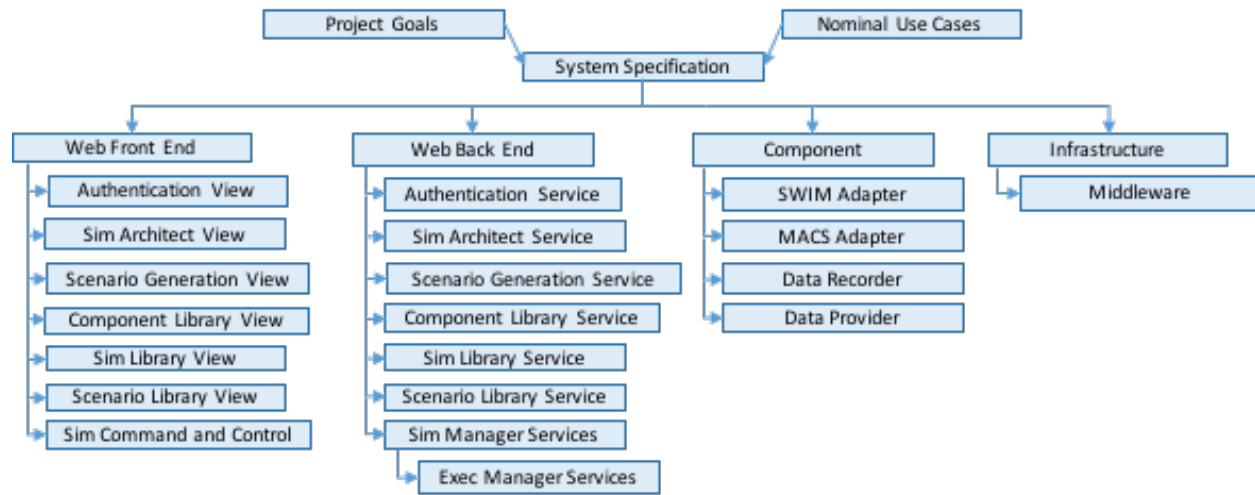 Project Goals
Nominal Use Cases
System Specification
Web Front End
Authentication View
Sim Architect View
Scenario Generation View
Component Library View
Sim Library View
Scenario Library View
Sim Command and Control
Web Back End
Authentication Service
Sim Architect Service
Scenario Generation Service
Component Library Service
Sim Library Service
Scenario Library Service
Sim Manager Services
Exec Manager Services
Component
SWIM Adapter
MACS Adapter
Data Recorder
Data Provider
Infrastructure
Middleware